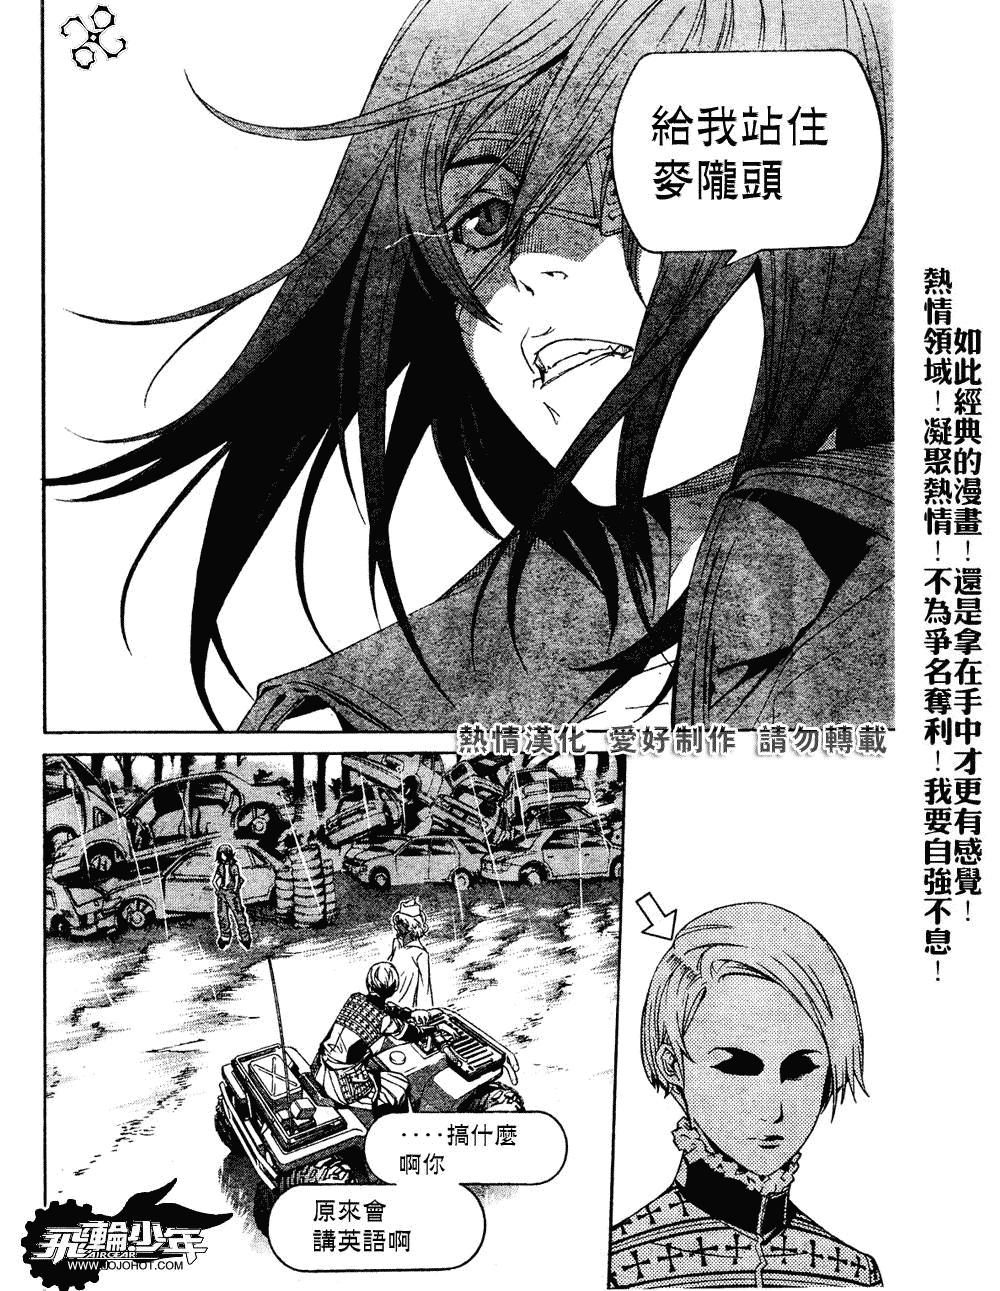 給我站住
麥隴頭
如此經典的漫畫！還是拿在手中才更有感覺！
熱情領域！凝聚熱情！不為爭名奪利！我要自強不息！
熱情漢化 愛好制作 請勿轉載
‥‥搞什麼
啊你
原來會
講英語啊
飛輪少年
AIRGEAR
WWW.JOJOHOT.COM